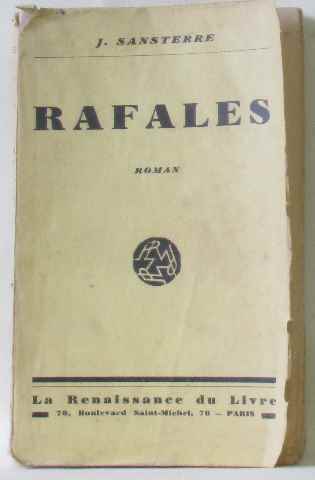 J. SANSTERRE
RAFALES
ROMAN
La Renaissance du Livre
78, Boulevard Saint-Michel, 78 — PARIS